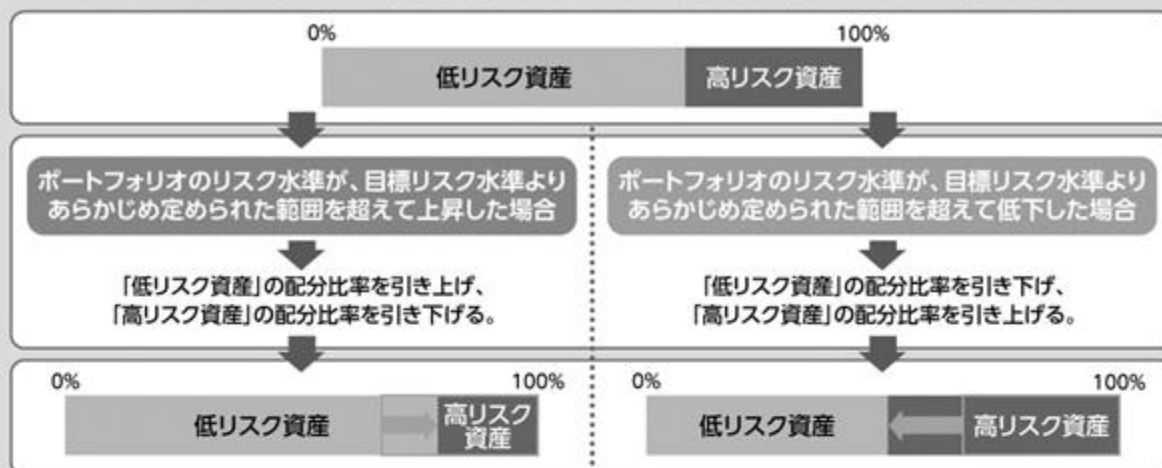 0% 100%
低リスク資産 高リスク資産
ポートフォリオのリスク水準が、目標リスク水準より
あらかじめ定められた範囲を超えて上昇した場合
「低リスク資産」の配分比率を引き上げ、
「高リスク資産」の配分比率を引き下げる。
0% 100%
低リスク資産 高リスク
資産
ポートフォリオのリスク水準が、目標リスク水準より
あらかじめ定められた範囲を超えて低下した場合
「低リスク資産」の配分比率を引き下げ、
「高リスク資産」の配分比率を引き上げる。
0% 100%
低リスク資産 高リスク資産